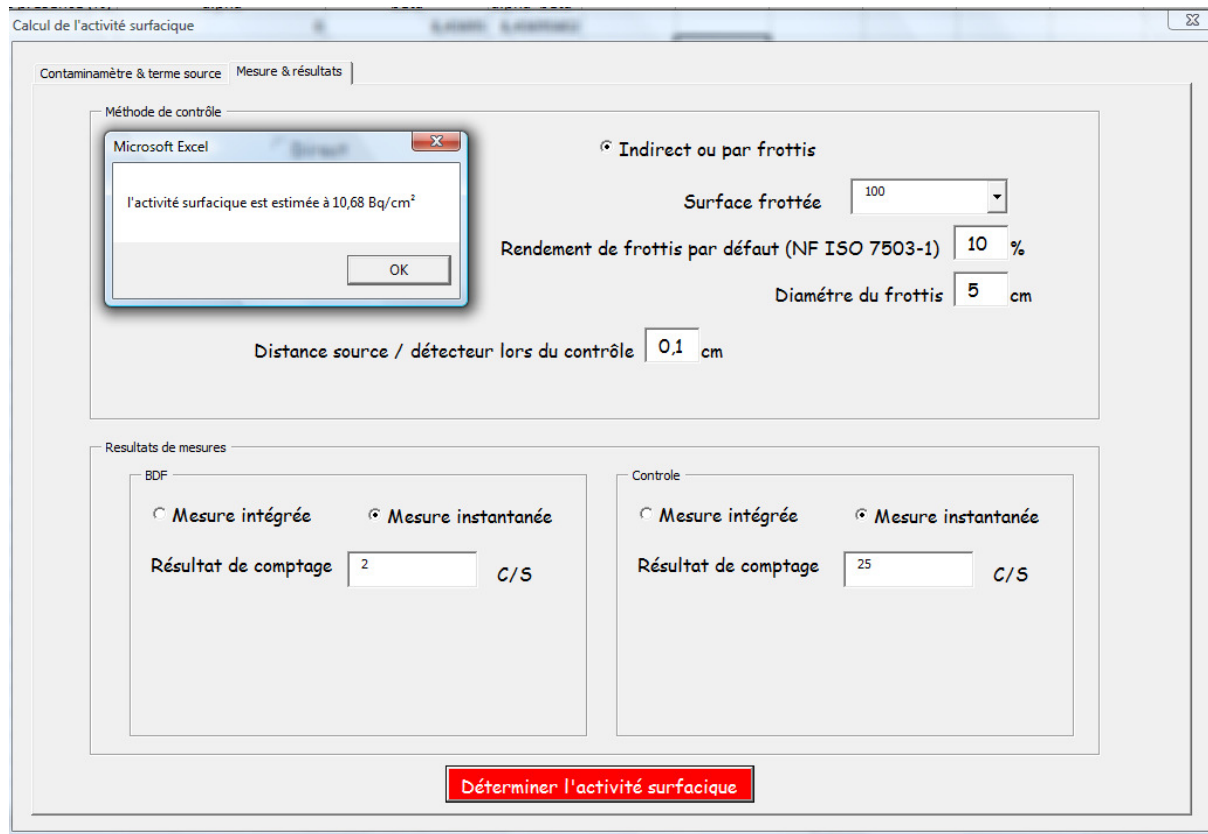 Calcul de l'activité surfacique
Contaminamètre & terme source
Mesure & résultats
Méthode de contrôle
Microsoft Excel
l'activité surfacique est estimée à 10,68 Bq/cm²
OK
Indirect ou par frottis
Surface frottée 100
Rendement de frottis par défaut (NF ISO 7503-1) 10 %
Diamétre du frottis 5 cm
Distance source / détecteur lors du contrôle 0,1 cm
Resultats de mesures
BDF
Mesure intégrée Mesure instantanée
Résultat de comptage 2 C/S
Controle
Mesure intégrée Mesure instantanée
Résultat de comptage 25 C/S
Déterminer l'activité surfacique